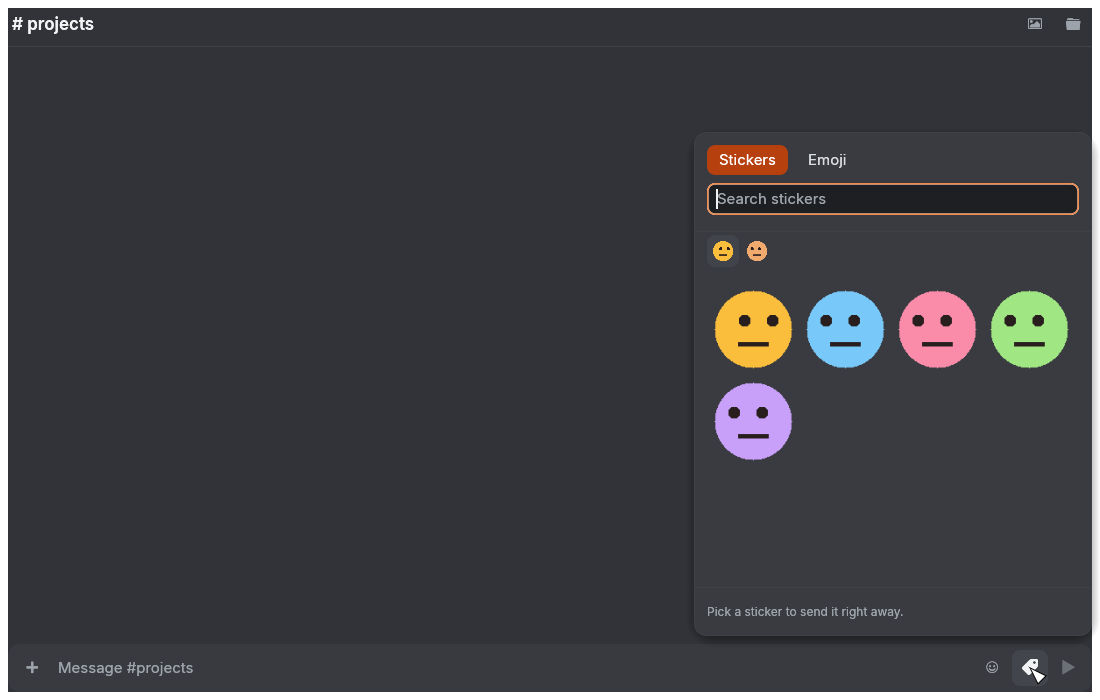 # projects
Stickers
Emoji
Search stickers
Pick a sticker to send it right away.
Message #projects